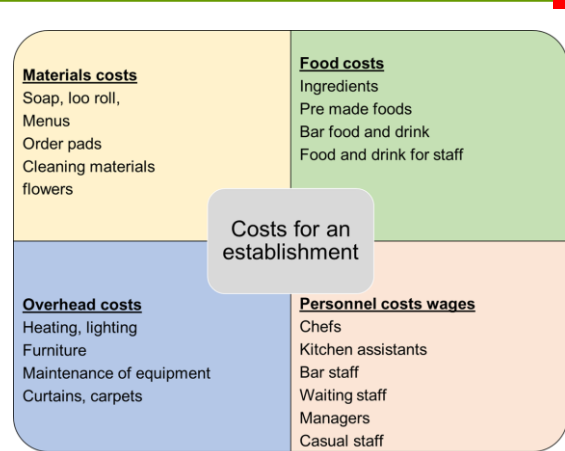 Materials costs
Soap, loo roll,
Menus
Order pads
Cleaning materials
flowers
Food costs
Ingredients
Pre made foods
Bar food and drink
Food and drink for staff
Costs for an
establishment
Overhead costs
Heating, lighting
Furniture
Maintenance of equipment
Curtains, carpets
Personnel costs wages
Chefs
Kitchen assistants
Bar staff
Waiting staff
Managers
Casual staff